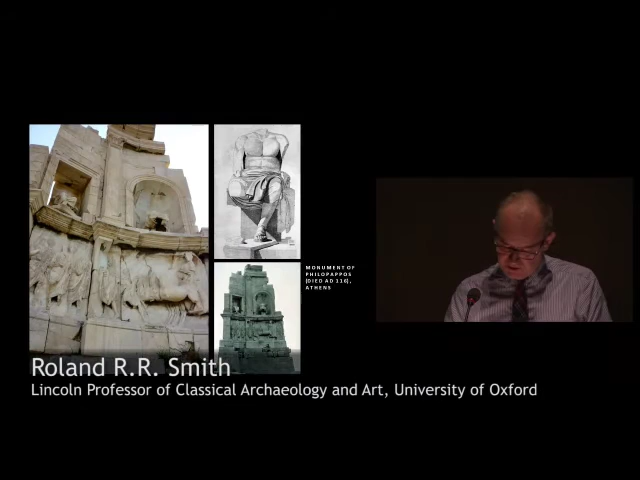 MONUMENT OF
PHILOPAPPOS
(DIED AD 116),
ATHENS
Roland R.R. Smith
Lincoln Professor of Classical Archaeology and Art, University of Oxford